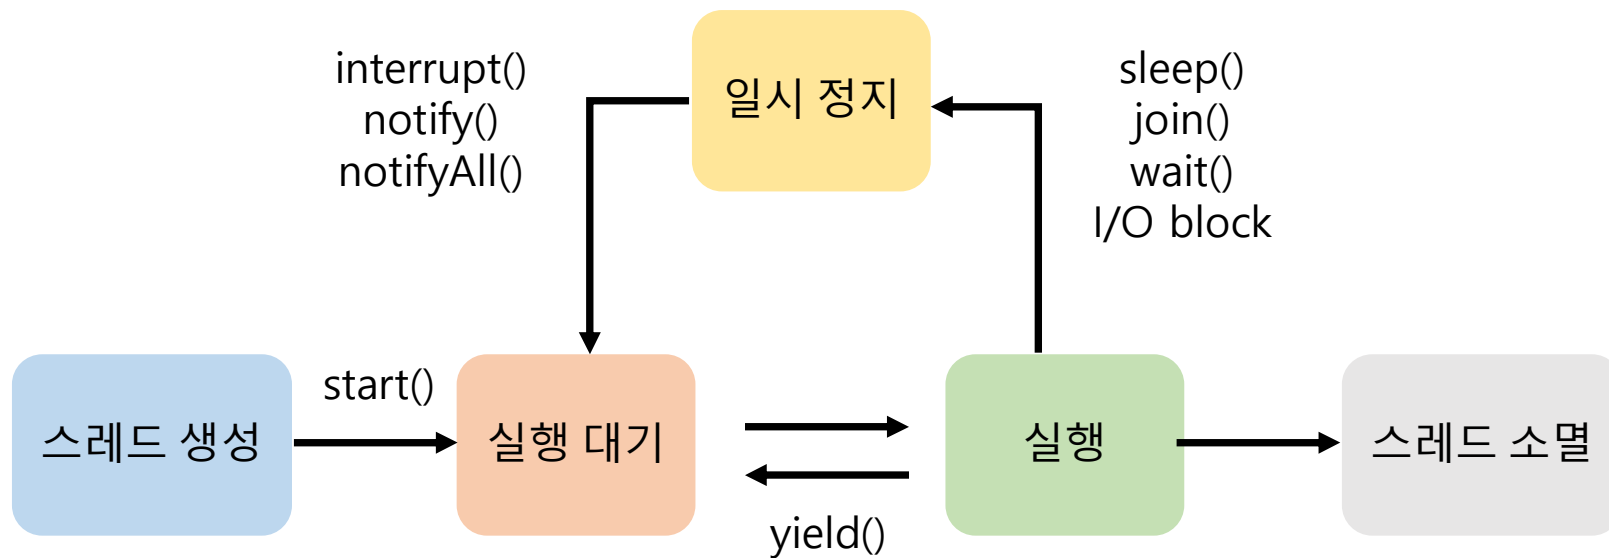 interrupt()
notify()
notifyAll()
일시 정지
sleep()
join()
wait()
I/O block
스레드 생성
start()
실행 대기
yield()
실행
스레드 소멸